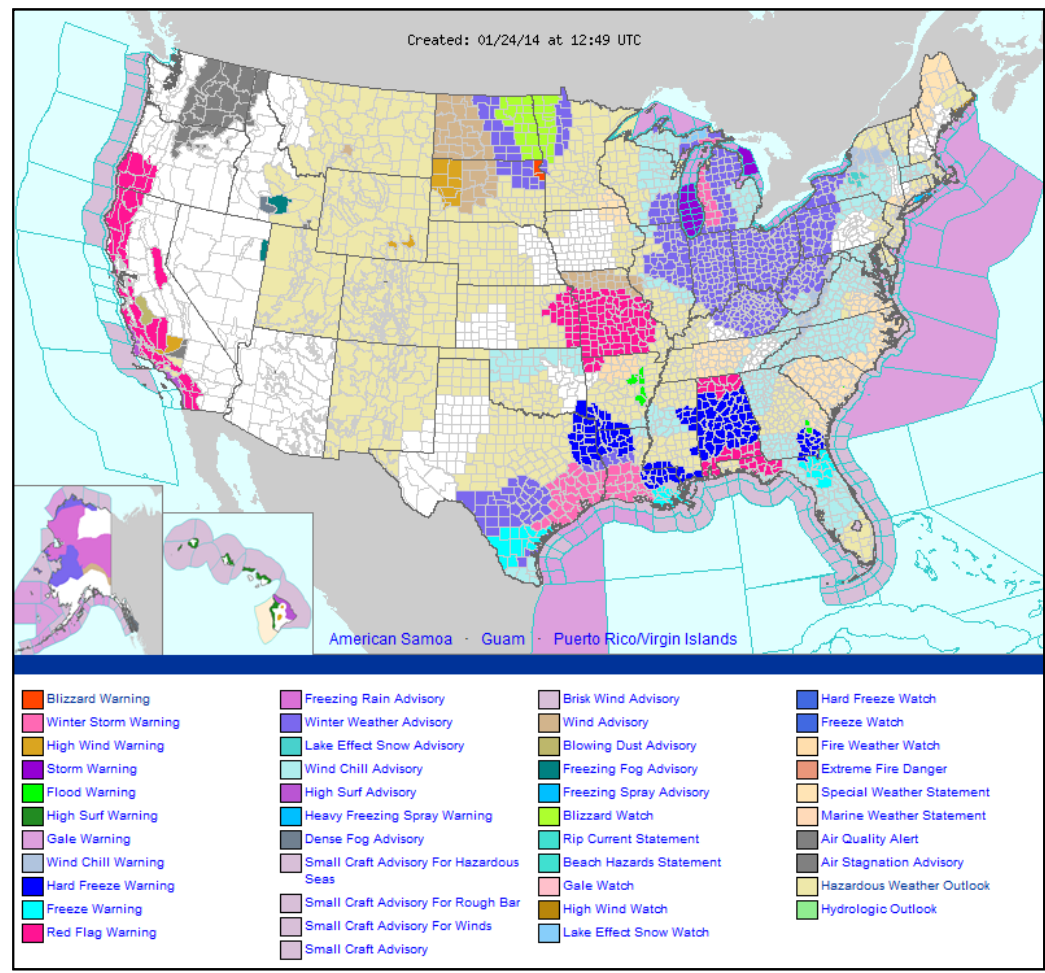 Created: 01/24/14 at 12:49 UTC
American Samoa - Guam - Puerto Rico/Virgin Islands
Blizzard Warning
Winter Storm Warning
High Wind Warning
Storm Warning
Flood Warning
High Surf Warning
Gale Warning
Wind Chill Warning
Hard Freeze Warning
Freeze Warning
Red Flag Warning
Freezing Rain Advisory
Winter Weather Advisory
Lake Effect Snow Advisory
Wind Chill Advisory
High Surf Advisory
Heavy Freezing Spray Warning
Dense Fog Advisory
Small Craft Advisory For Hazardous
Seas
Small Craft Advisory For Rough Bar
Small Craft Advisory For Winds
Small Craft Advisory
Brisk Wind Advisory
Wind Advisory
Blowing Dust Advisory
Freezing Fog Advisory
Freezing Spray Advisory
Blizzard Watch
Rip Current Statement
Beach Hazards Statement
Gale Watch
High Wind Watch
Lake Effect Snow Watch
Hard Freeze Watch
Freeze Watch
Fire Weather Watch
Extreme Fire Danger
Special Weather Statement
Marine Weather Statement
Air Quality Alert
Air Stagnation Advisory
Hazardous Weather Outlook
Hydrologic Outlook